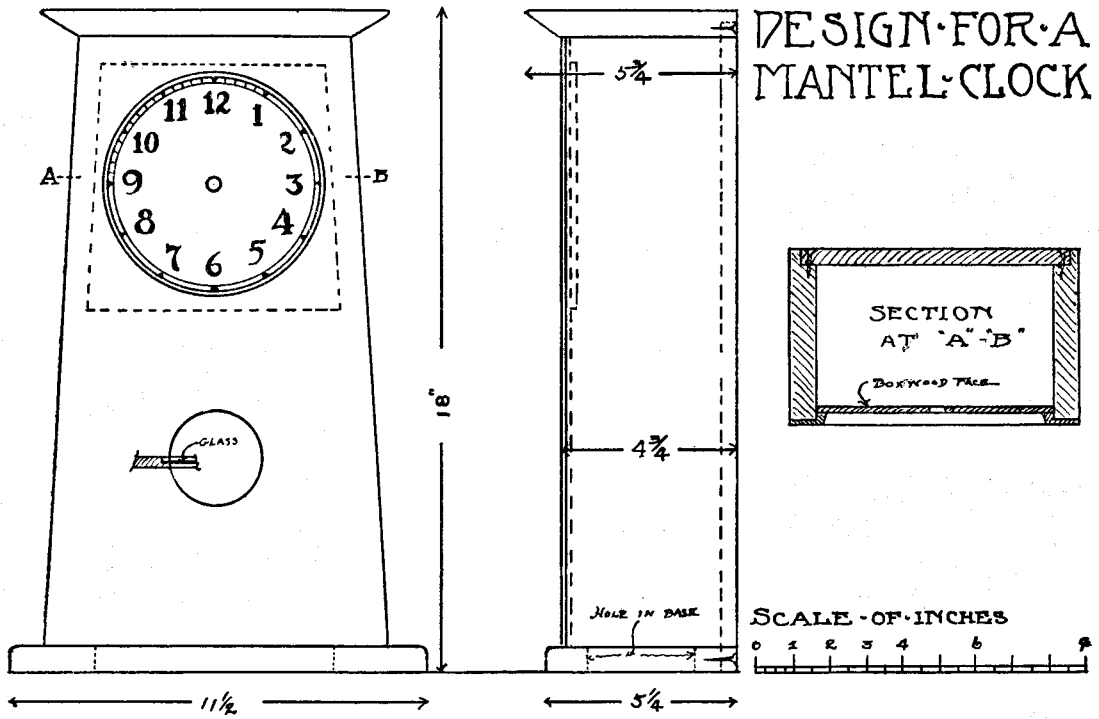 DESIGN·FOR·A
MANTEL-CLOCK
12
1
2
3
4
5
6
7
8
9
10
11
A
B
GLASS
18"
11½
5¾
4¾
HOLE IN BASE
5¼
SECTION
AT "A"-"B"
BOXWOOD FACE
SCALE-OF-INCHES
0 1 2 3 4 6 9